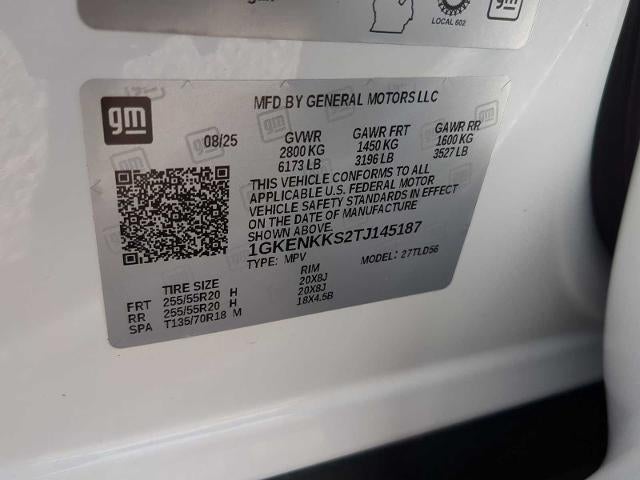 LOCAL 602
gm
MFD BY GENERAL MOTORS LLC
08/25 GVWR GAWR FRT GAWR RR
2800 KG 1450 KG 1600 KG
6173 LB 3196 LB 3527 LB
THIS VEHICLE CONFORMS TO ALL
APPLICABLE U.S. FEDERAL MOTOR
VEHICLE SAFETY STANDARDS IN EFFECT
ON THE DATE OF MANUFACTURE
SHOWN ABOVE.
1GKENKKS2TJ145187
TYPE: MPV MODEL: 27TLD56
TIRE SIZE RIM
FRT 255/55R20 H 20X8J
RR 255/55R20 H 20X8J
SPA T135/70R18 M 18X4.5B